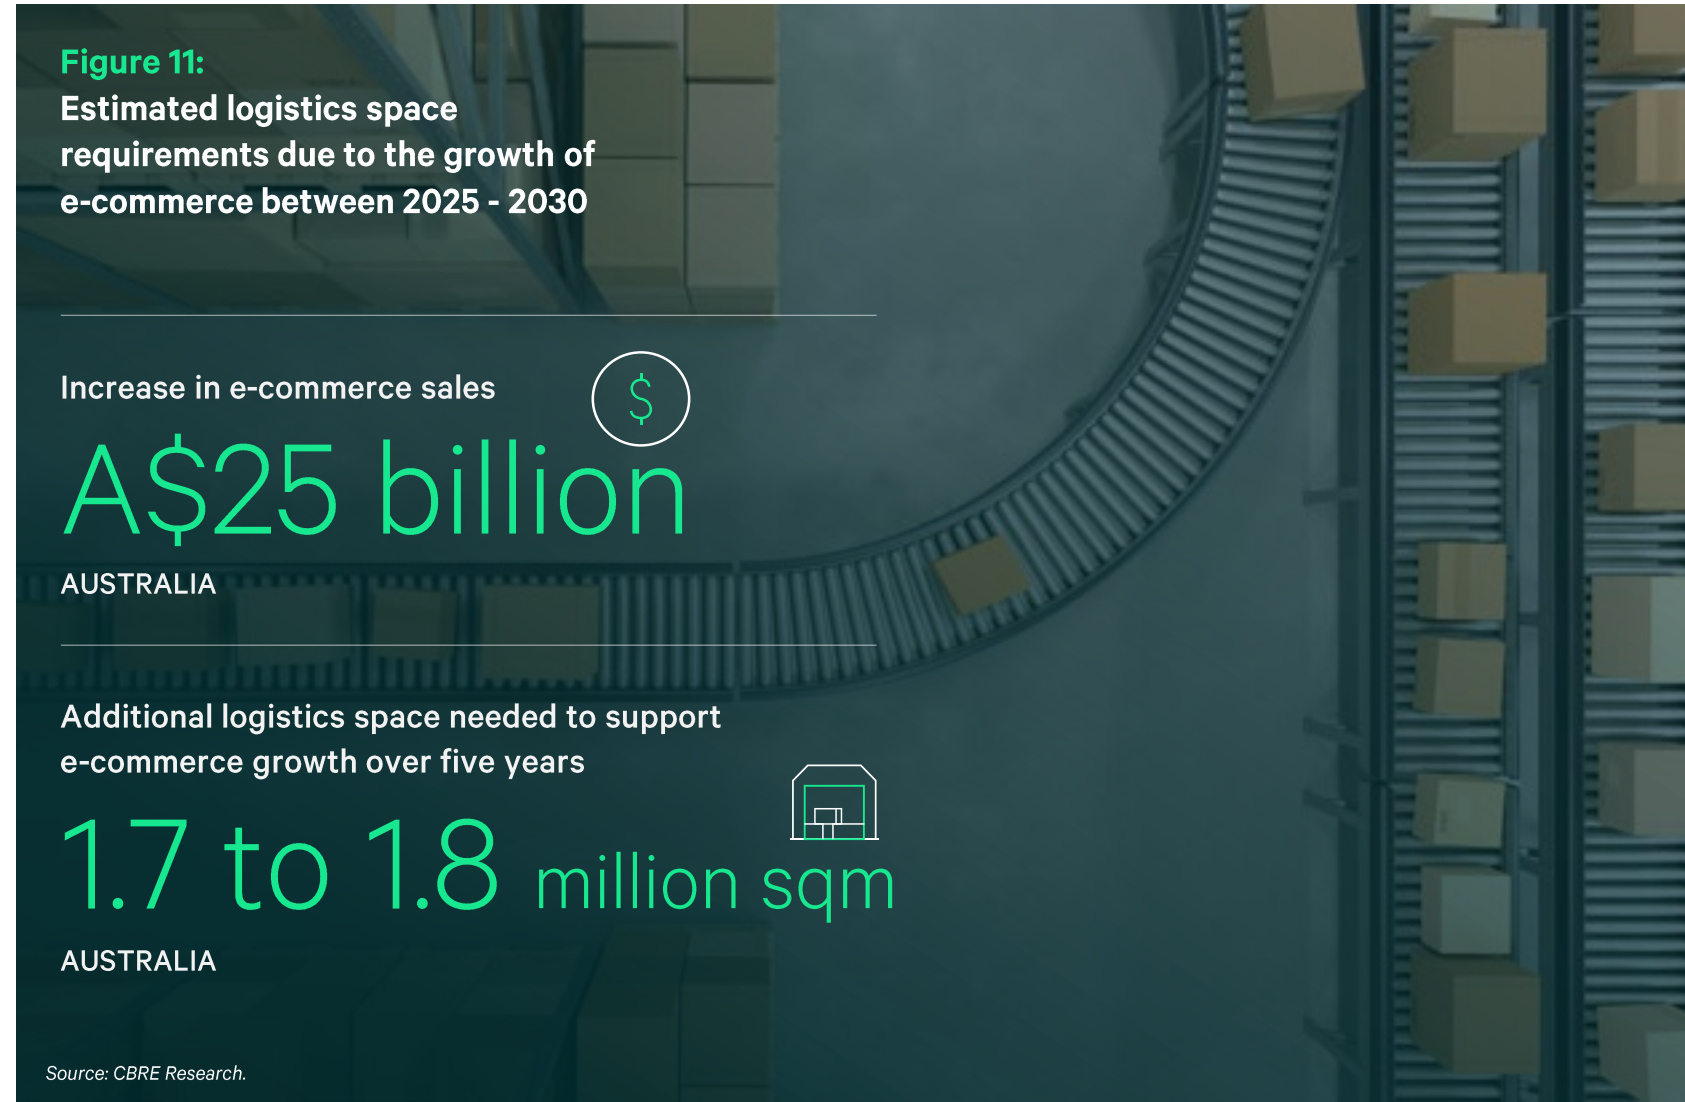 Figure 11:
Estimated logistics space
requirements due to the growth of
e-commerce between 2025 - 2030
Increase in e-commerce sales
$
A$25 billion
AUSTRALIA
Additional logistics space needed to support
e-commerce growth over five years
1.7 to 1.8 million sqm
AUSTRALIA
Source: CBRE Research.